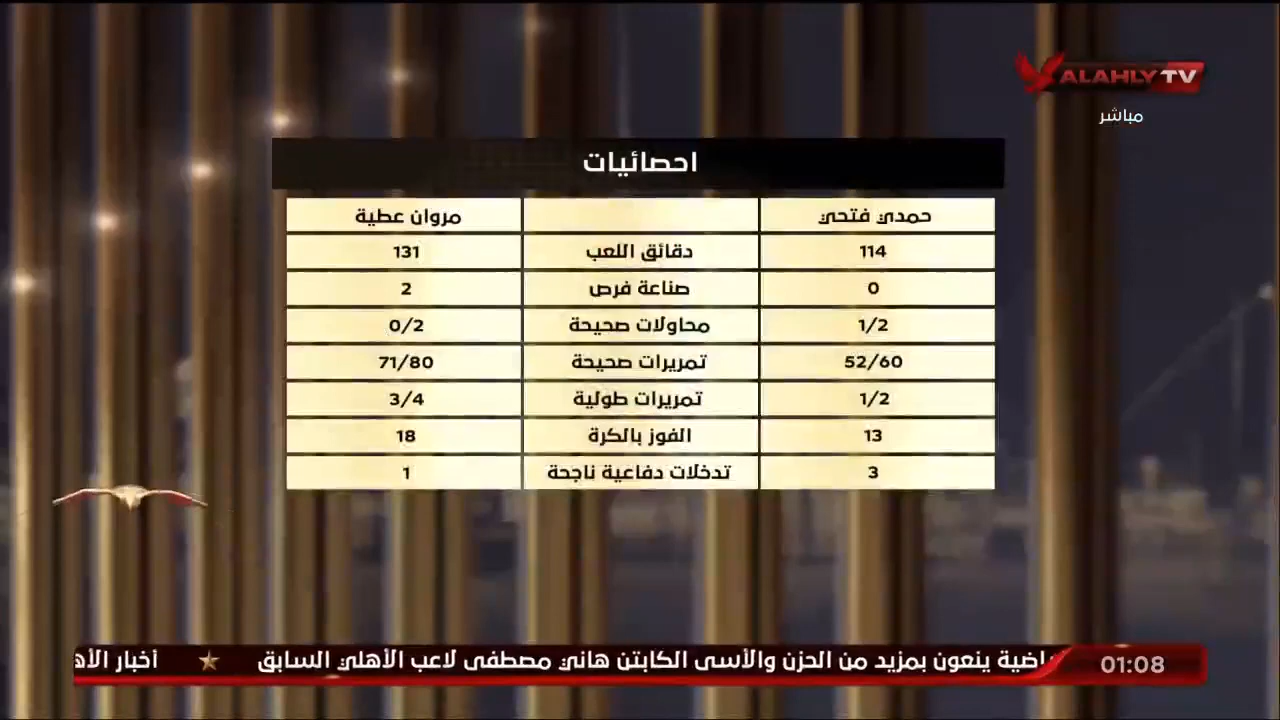 ALAHLY TV
مباشر
احصائيات
حمدي فتحي مروان عطية
114 دقائق اللعب 131
0 صناعة فرص 2
1/2 محاولات صحيحة 0/2
52/60 تمريرات صحيحة 71/80
1/2 تمريرات طولية 3/4
13 الفوز بالكرة 18
3 تدخلات دفاعية ناجحة 1
01:08 ينعون بمزيد من الحزن والأسى الكابتن هاني مصطفى لاعب الأهلي السابق ★ أخبار